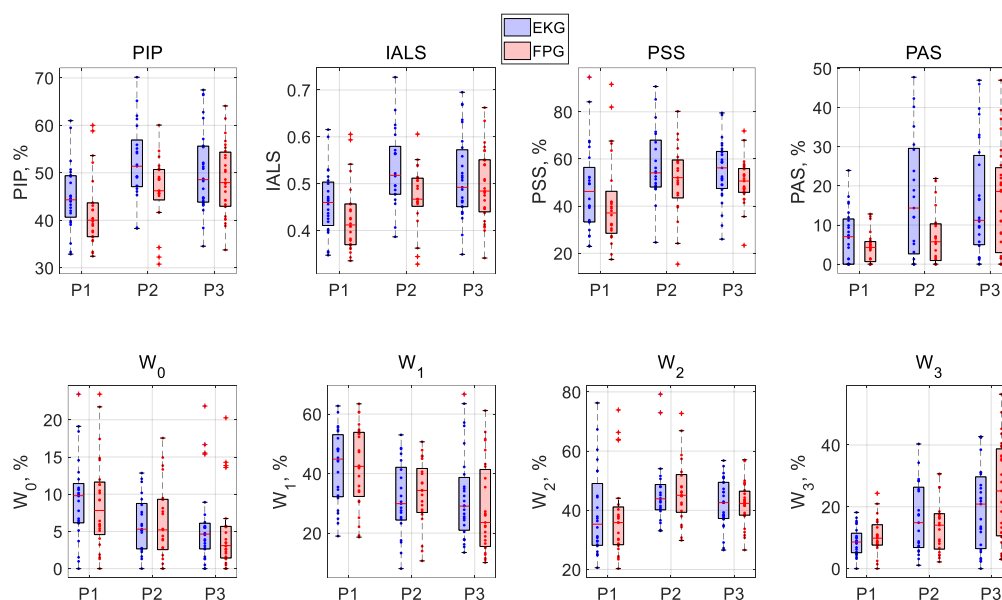 EKG
FPG
PIP
IALS
PSS
PAS
PIP, %
70
60
50
40
30
P1 P2 P3
IALS
0.7
0.6
0.5
0.4
P1 P2 P3
PSS, %
80
60
40
20
P1 P2 P3
PAS, %
50
40
30
20
10
0
P1 P2 P3
W0
W1
W2
W3
W0, %
20
15
10
5
0
P1 P2 P3
W1, %
60
40
20
P1 P2 P3
W2, %
80
60
40
20
P1 P2 P3
W3, %
40
20
0
P1 P2 P3